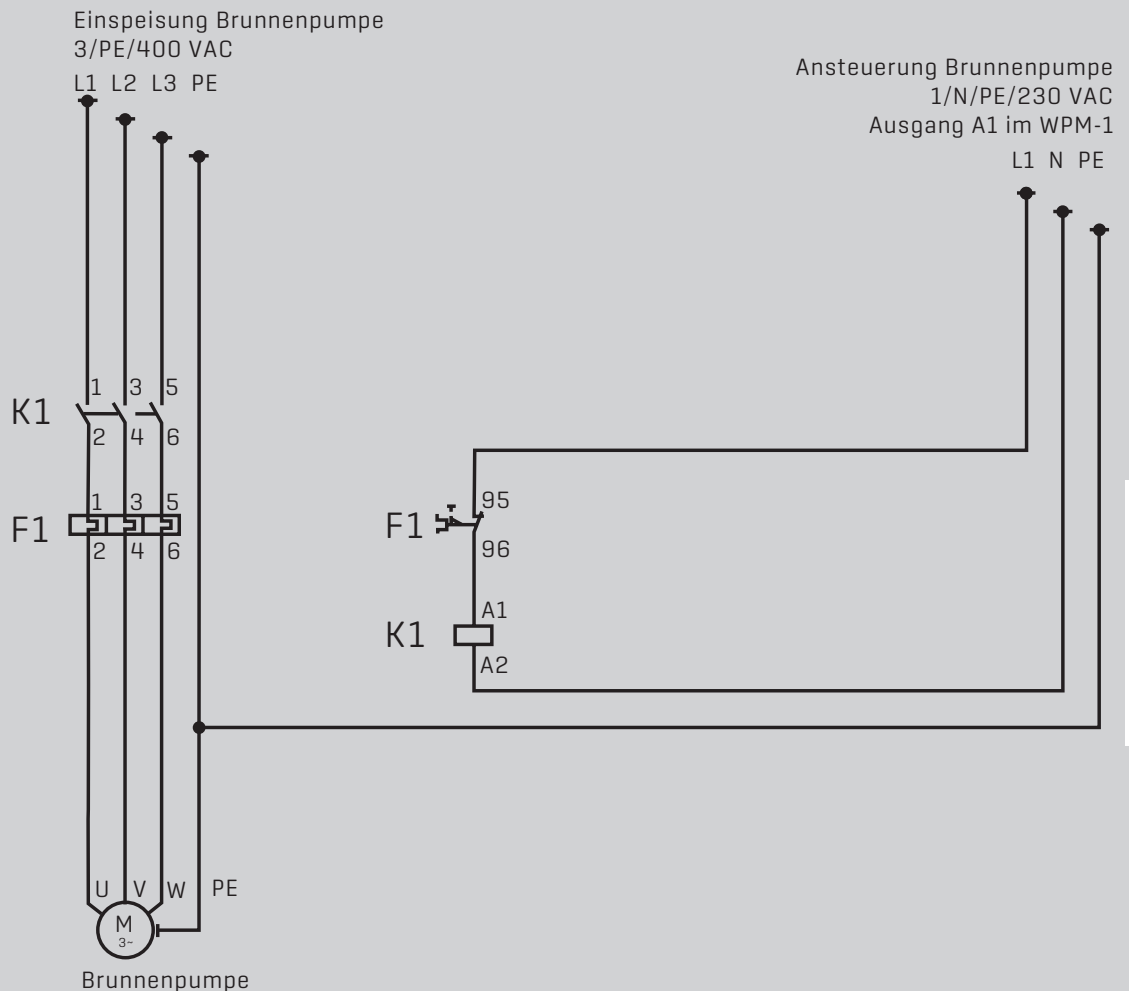 Einspeisung Brunnenpumpe
3/PE/400 VAC
L1 L2 L3 PE
Ansteuerung Brunnenpumpe
1/N/PE/230 VAC
Ausgang A1 im WPM-1
L1 N PE
1 3 5
K1
2 4 6
1 3 5
F1
2 4 6
95
F1
96
A1
K1
A2
U V W PE
M
3~
Brunnenpumpe